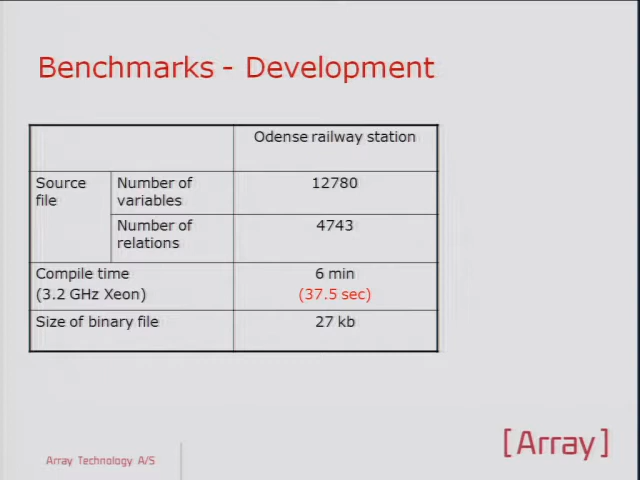 Benchmarks - Development
Odense railway station
Source file
Number of variables
12780
Number of relations
4743
Compile time
(3.2 GHz Xeon)
6 min
(37.5 sec)
Size of binary file
27 kb
[Array]
Array Technology A/S